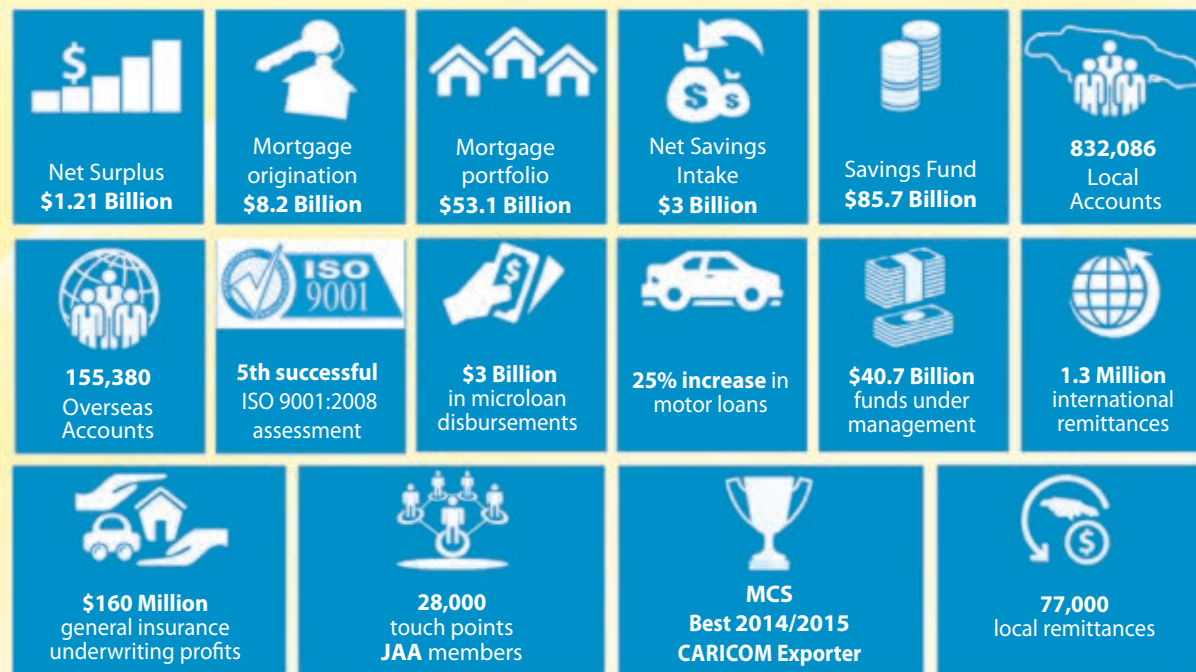 $
Net Surplus
$1.21 Billion
Mortgage
origination
$8.2 Billion
Mortgage
portfolio
$53.1 Billion
$ $
Net Savings
Intake
$3 Billion
Savings Fund
$85.7 Billion
832,086
Local
Accounts
155,380
Overseas
Accounts
ISO
9001
5th successful
ISO 9001:2008
assessment
$
$3 Billion
in microloan
disbursements
25% increase in
motor loans
$40.7 Billion
funds under
management
1.3 Million
international
remittances
$160 Million
general insurance
underwriting profits
28,000
touch points
JAA members
MCS
Best 2014/2015
CARICOM Exporter
$
77,000
local remittances